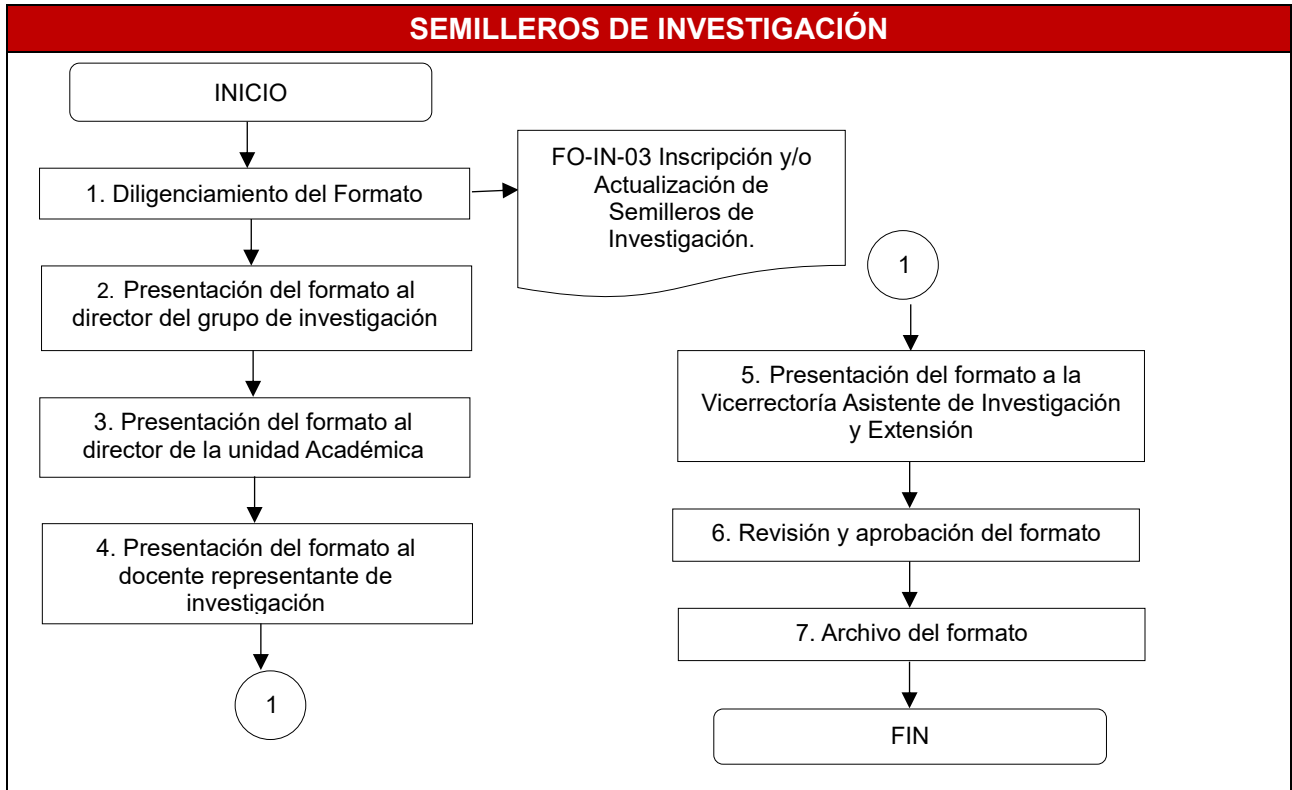 SEMILLEROS DE INVESTIGACIÓN
INICIO
1. Diligenciamiento del Formato
FO-IN-03 Inscripción y/o
Actualización de
Semilleros de
Investigación.
2. Presentación del formato al
director del grupo de investigación
3. Presentación del formato al
director de la unidad Académica
4. Presentación del formato al
docente representante de
investigación
1
1
5. Presentación del formato a la
Vicerrectoría Asistente de Investigación
y Extensión
6. Revisión y aprobación del formato
7. Archivo del formato
FIN